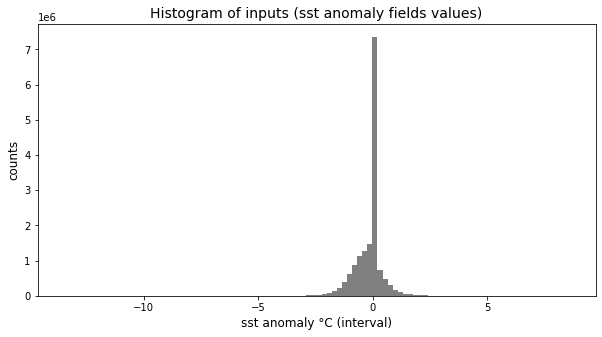 Histogram of inputs (sst anomaly fields values)
1e6
7
6
5
4
3
2
1
0
counts
−10 −5 0 5
sst anomaly °C (interval)